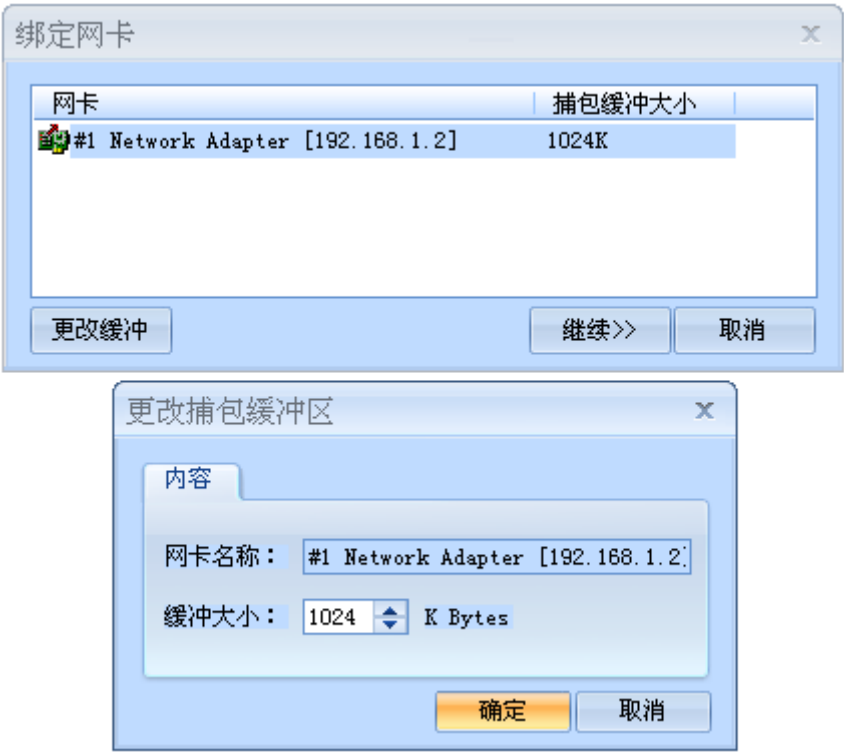 绑定网卡
网卡 捕包缓冲大小
#1 Network Adapter [192.168.1.2] 1024K
更改缓冲 继续>> 取消
更改捕包缓冲区
内容
网卡名称： #1 Network Adapter [192.168.1.2]
缓冲大小： 1024 K Bytes
确定 取消